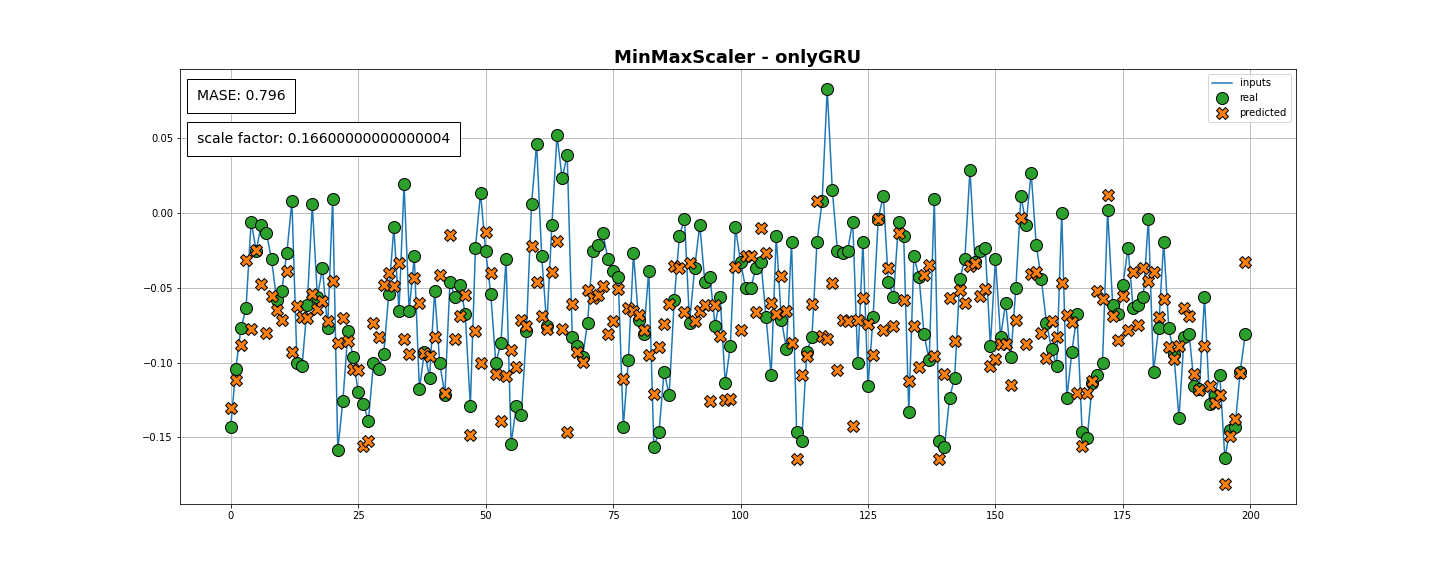 MinMaxScaler - onlyGRU
MASE: 0.796
scale factor: 0.16600000000000004
inputs
real
predicted
0.05
0.00
−0.05
−0.10
−0.15
0
25
50
75
100
125
150
175
200